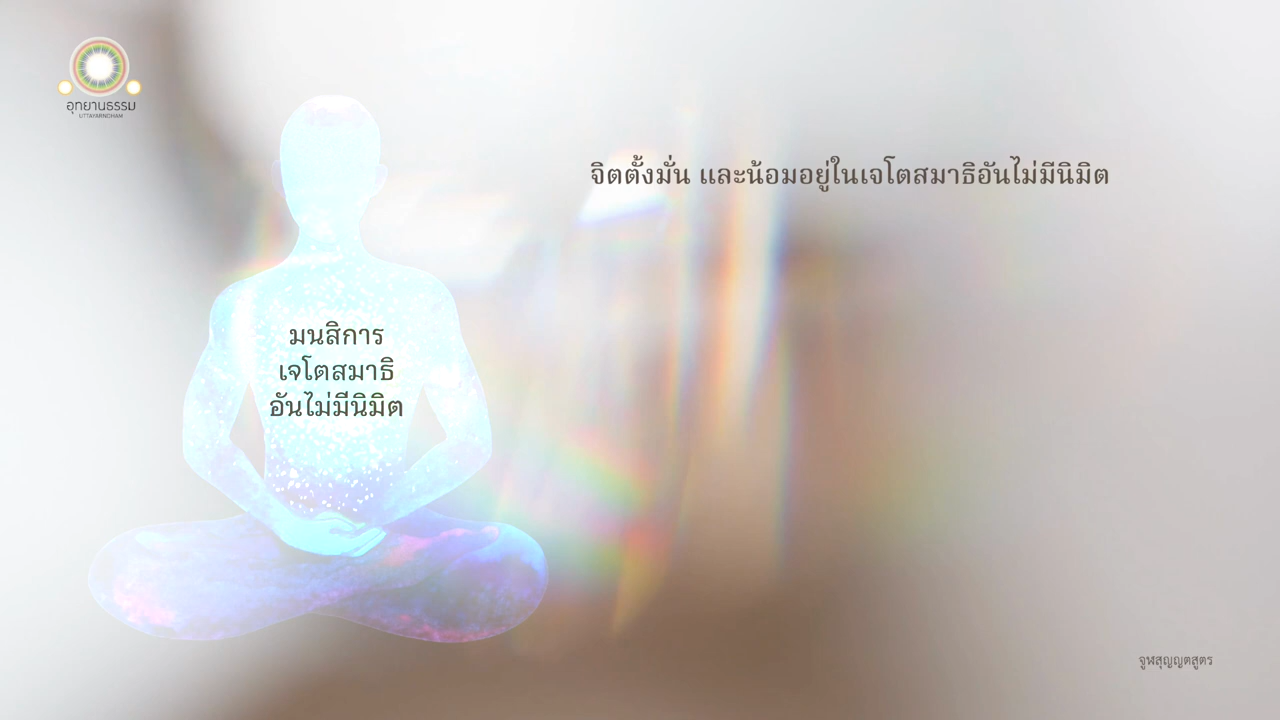 อุทยานธรรม
UTTAYARNDHAM
จิตตั้งมั่น และน้อมอยู่ในเจโตสมาธิอันไม่มีนิมิต
มนสิการ
เจโตสมาธิ
อันไม่มีนิมิต
จูฬสุญญตสูตร